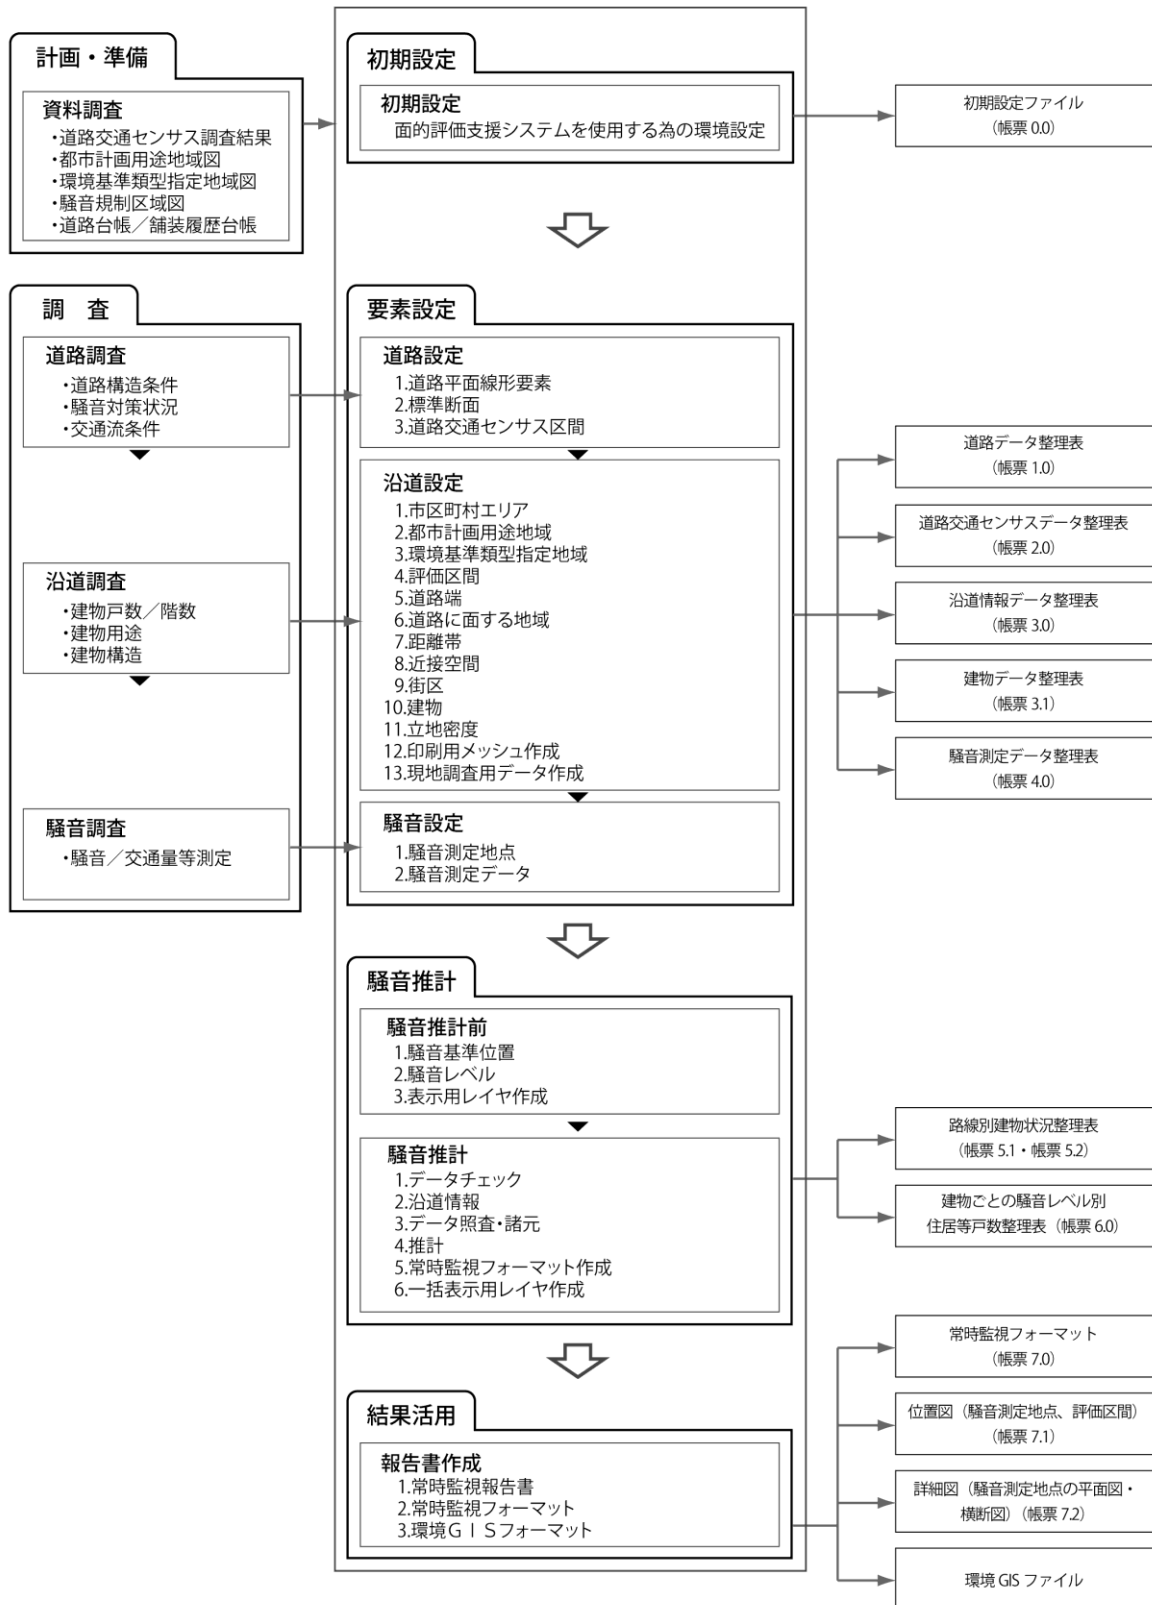 計画・準備
資料調査
・道路交通センサス調査結果
・都市計画用途地域図
・環境基準類型指定地域図
・騒音規制区域図
・道路台帳／舗装履歴台帳
初期設定
初期設定
面的評価支援システムを使用する為の環境設定
初期設定ファイル
（帳票 0.0）
調　査
道路調査
・道路構造条件
・騒音対策状況
・交通流条件
沿道調査
・建物戸数／階数
・建物用途
・建物構造
騒音調査
・騒音／交通量等測定
要素設定
道路設定
1.道路平面線形要素
2.標準断面
3.道路交通センサス区間
沿道設定
1.市区町村エリア
2.都市計画用途地域
3.環境基準類型指定地域
4.評価区間
5.道路端
6.道路に面する地域
7.距離帯
8.近接空間
9.街区
10.建物
11.立地密度
12.印刷用メッシュ作成
13.現地調査用データ作成
騒音設定
1.騒音測定地点
2.騒音測定データ
道路データ整理表
（帳票 1.0）
道路交通センサスデータ整理表
（帳票 2.0）
沿道情報データ整理表
（帳票 3.0）
建物データ整理表
（帳票 3.1）
騒音測定データ整理表
（帳票 4.0）
騒音推計
騒音推計前
1.騒音基準位置
2.騒音レベル
3.表示用レイヤ作成
騒音推計
1.データチェック
2.沿道情報
3.データ照査・諸元
4.推計
5.常時監視フォーマット作成
6.一括表示用レイヤ作成
路線別建物状況整理表
（帳票 5.1・帳票 5.2）
建物ごとの騒音レベル別
住居等戸数整理表（帳票 6.0）
結果活用
報告書作成
1.常時監視報告書
2.常時監視フォーマット
3.環境ＧＩＳフォーマット
常時監視フォーマット
（帳票 7.0）
位置図（騒音測定地点、評価区間）
（帳票 7.1）
詳細図（騒音測定地点の平面図・
横断図）（帳票 7.2）
環境 GIS ファイル